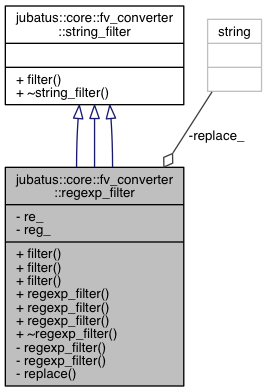 jubatus::core::fv_converter
::string_filter
+ filter()
+ ~string_filter()
string
-replace_
jubatus::core::fv_converter
::regexp_filter
- re_
- reg_
+ filter()
+ filter()
+ filter()
+ regexp_filter()
+ regexp_filter()
+ regexp_filter()
+ ~regexp_filter()
- regexp_filter()
- regexp_filter()
- replace()